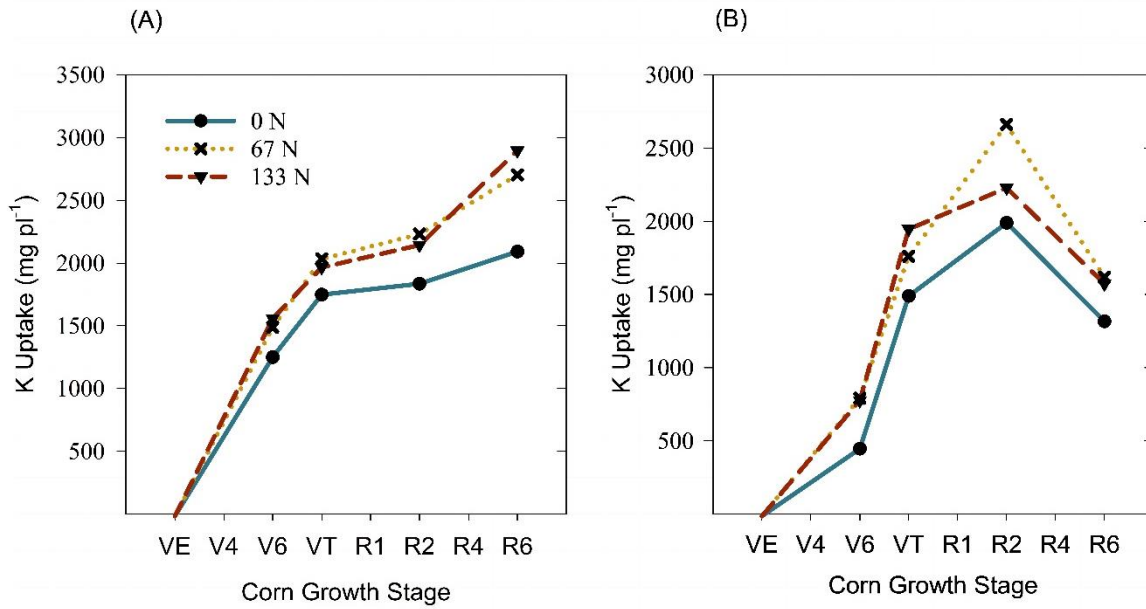 (A)
3500
3000
2500
2000
1500
1000
500
K Uptake (mg pl⁻¹)
0 N
67 N
133 N
VE V4 V6 VT R1 R2 R4 R6
Corn Growth Stage
(B)
3000
2500
2000
1500
1000
500
K Uptake (mg pl⁻¹)
VE V4 V6 VT R1 R2 R4 R6
Corn Growth Stage